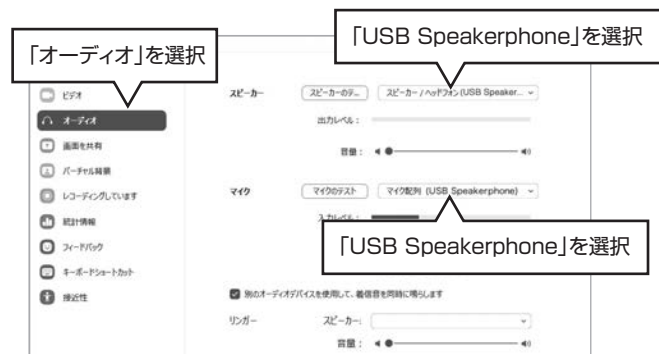 「USB Speakerphone」を選択
「オーディオ」を選択
ビデオ
オーディオ
画面を共有
バーチャル背景
レコーディングしています
統計情報
フィードバック
キーボードショートカット
接近性
スピーカー
スピーカーのテ...
スピーカー / ヘッドフォン(USB Speaker...
出力レベル：
音量：
マイク
マイクのテスト
マイク配列 (USB Speakerphone)
入力レベル：
「USB Speakerphone」を選択
別のオーディオデバイスを使用して、着信音を同時に鳴らします
リンガー
スピーカー:
音量：